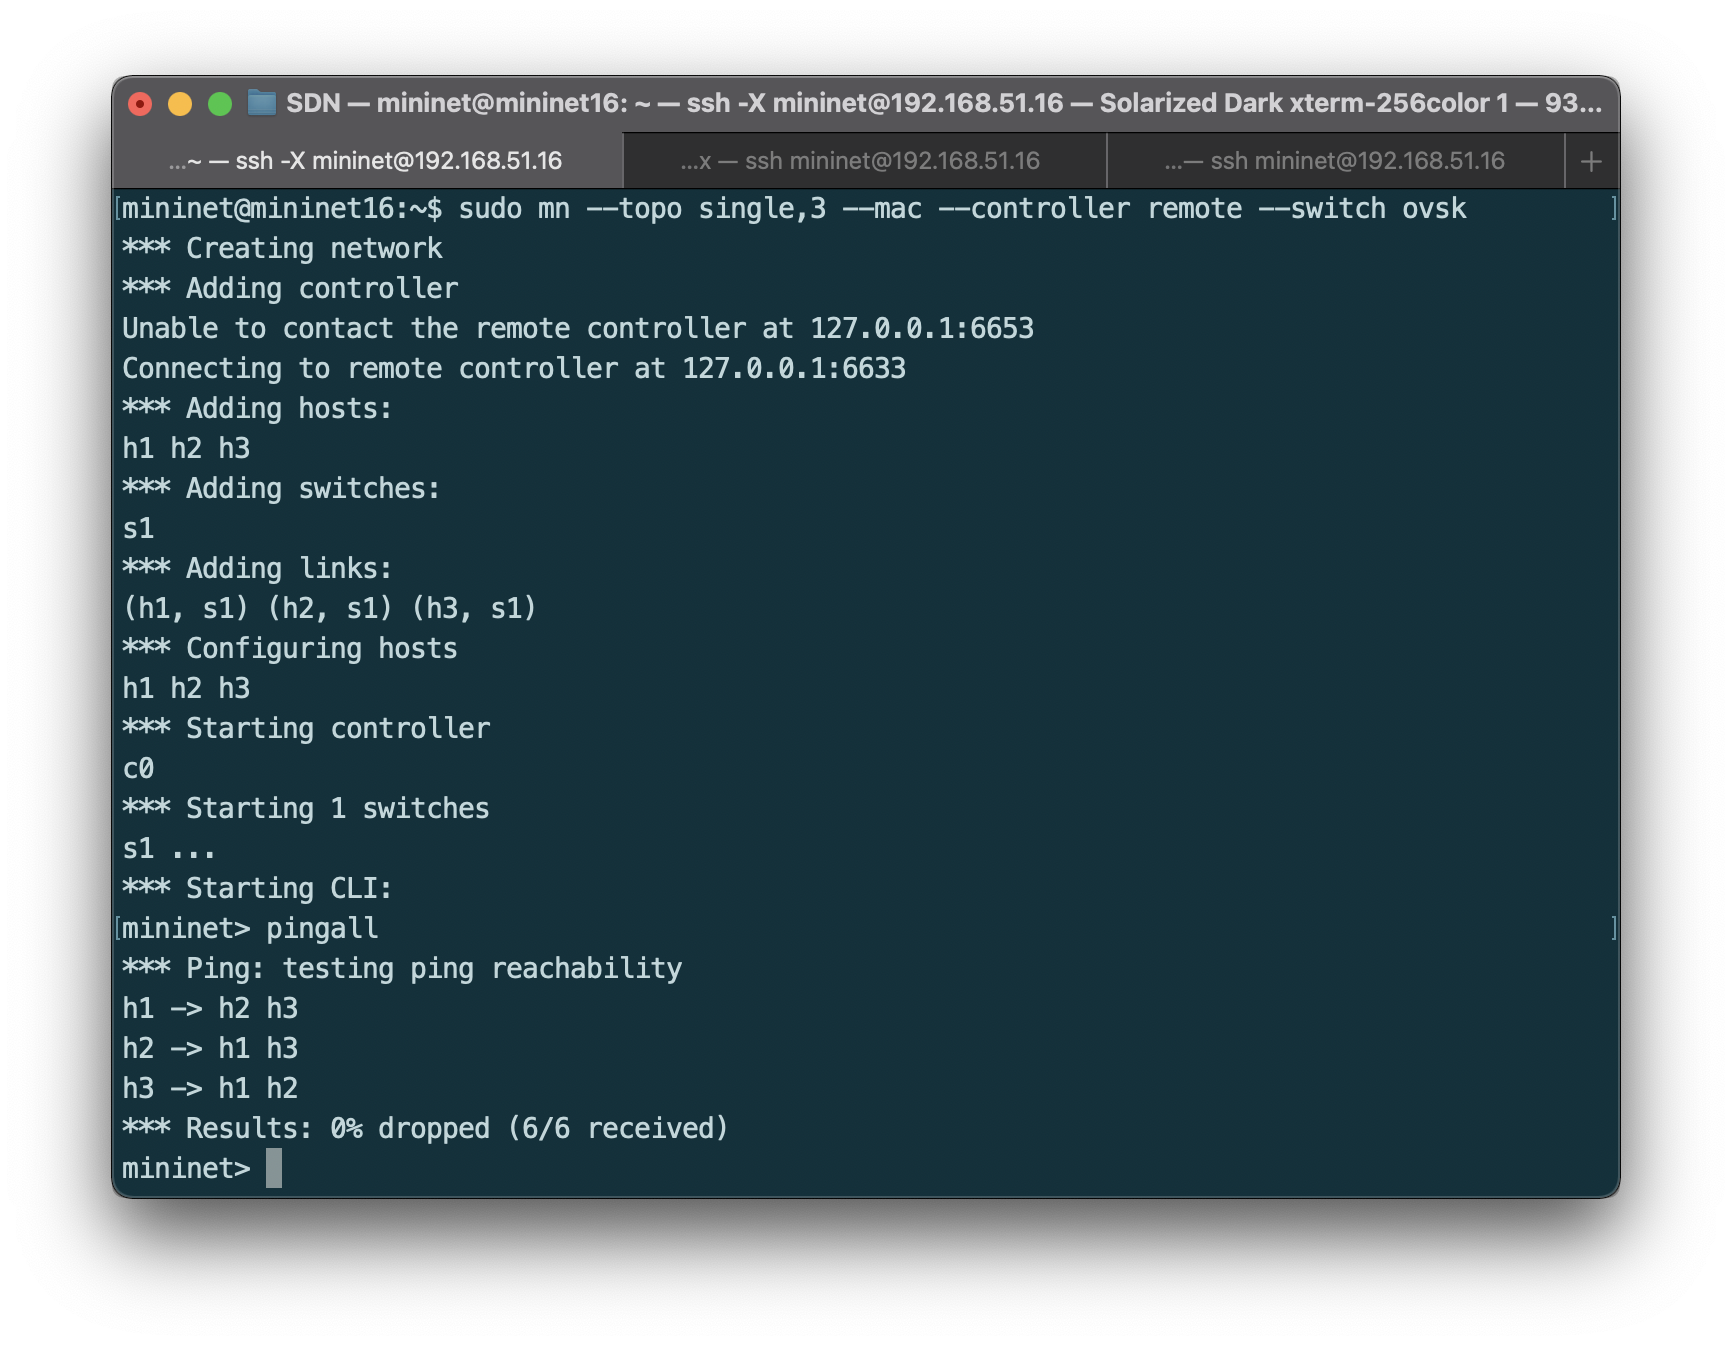 SDN — mininet@mininet16: ~ — ssh -X mininet@192.168.51.16 — Solarized Dark xterm-256color 1 — 93...
...~ — ssh -X mininet@192.168.51.16
...x — ssh mininet@192.168.51.16
...— ssh mininet@192.168.51.16
+
[mininet@mininet16:~$ sudo mn --topo single,3 --mac --controller remote --switch ovsk ]
*** Creating network
*** Adding controller
Unable to contact the remote controller at 127.0.0.1:6653
Connecting to remote controller at 127.0.0.1:6633
*** Adding hosts:
h1 h2 h3
*** Adding switches:
s1
*** Adding links:
(h1, s1) (h2, s1) (h3, s1)
*** Configuring hosts
h1 h2 h3
*** Starting controller
c0
*** Starting 1 switches
s1 ...
*** Starting CLI:
[mininet> pingall ]
*** Ping: testing ping reachability
h1 -> h2 h3
h2 -> h1 h3
h3 -> h1 h2
*** Results: 0% dropped (6/6 received)
mininet>